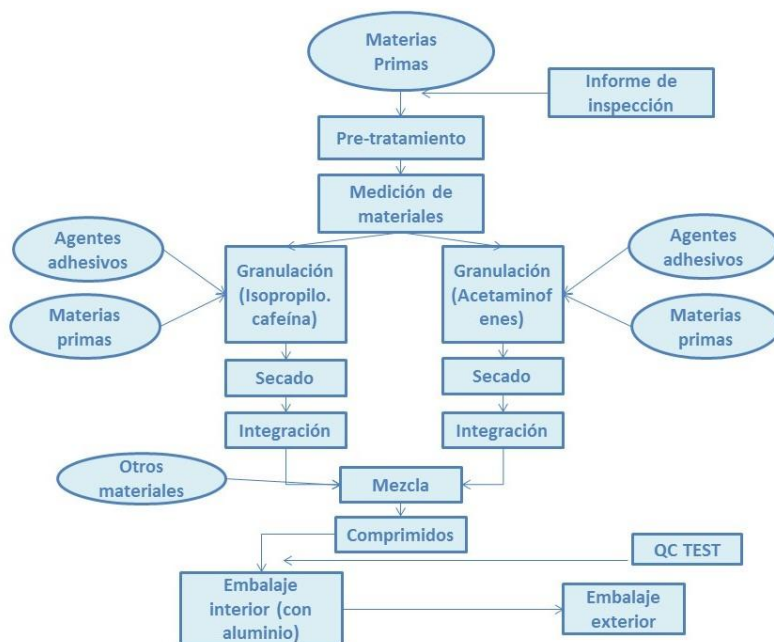 Materias
Primas
Informe de
inspección
Pre-tratamiento
Medición de
materiales
Agentes
adhesivos
Granulación
(Isopropilo.
cafeína)
Granulación
(Acetaminof
enes)
Agentes
adhesivos
Materias
primas
Materias
primas
Secado
Secado
Integración
Integración
Otros
materiales
Mezcla
Comprimidos
QC TEST
Embalaje
interior (con
aluminio)
Embalaje
exterior